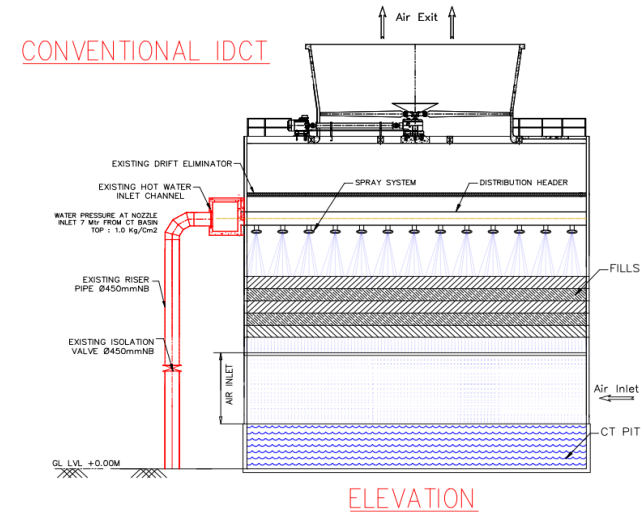 Air Exit
CONVENTIONAL IDCT
EXISTING DRIFT ELIMINATOR
SPRAY SYSTEM
DISTRIBUTION HEADER
EXISTING HOT WATER
INLET CHANNEL
WATER PRESSURE AT NOZZLE
INLET 7 Mtr FROM CT BASIN
TOP : 1.0 Kg/Cm2
FILLS
EXISTING RISER
PIPE Ø450mmNB
EXISTING ISOLATION
VALVE Ø450mmNB
AIR INLET
Air Inlet
CT PIT
GL LVL +0.00M
ELEVATION